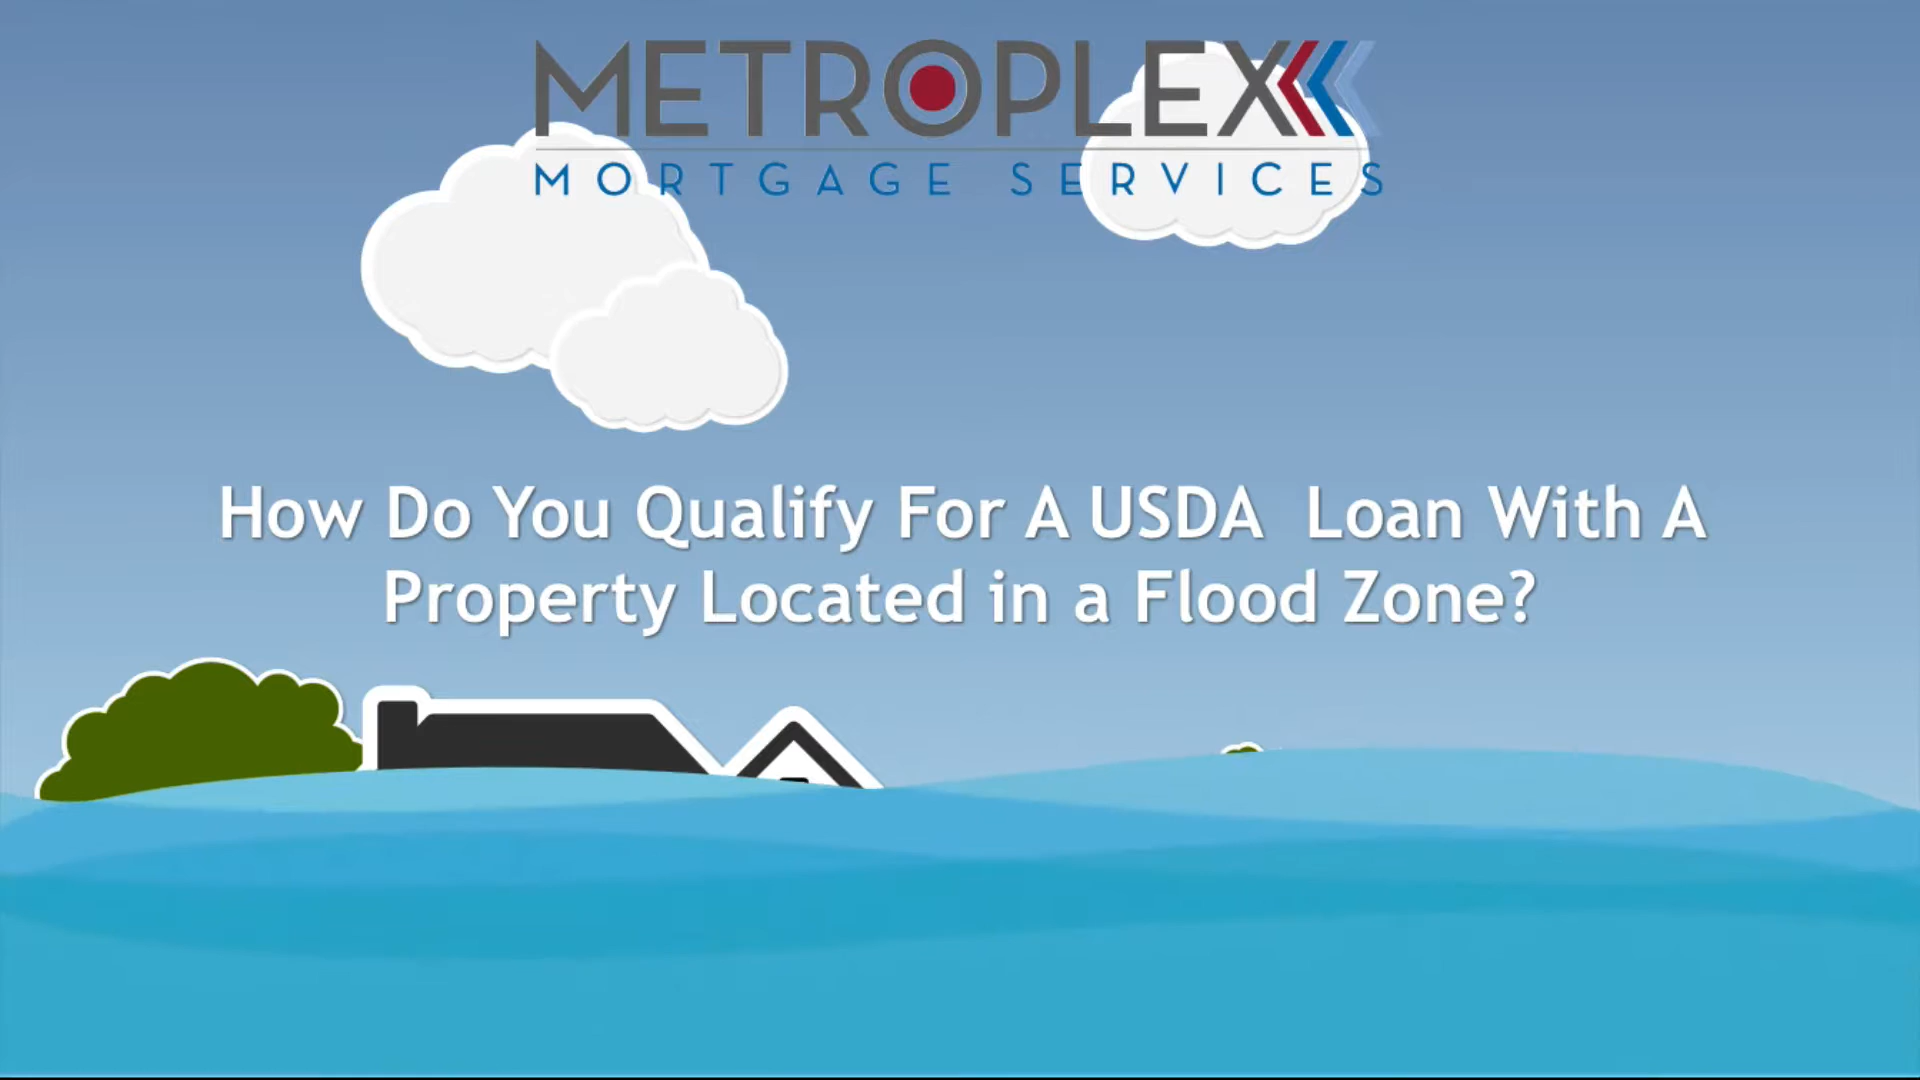 METROPLEX
MORTGAGE SERVICES
How Do You Qualify For A USDA  Loan With A
Property Located in a Flood Zone?